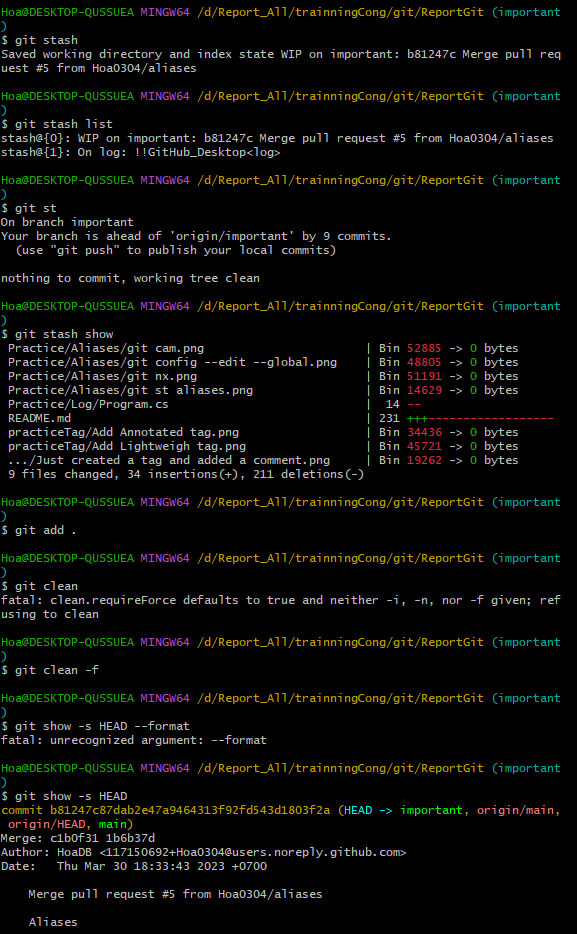 Hoa@DESKTOP-QUSSUEA MINGW64 /d/Report_All/trainningCong/git/ReportGit (important
)
$ git stash
Saved working directory and index state WIP on important: b81247c Merge pull req
uest #5 from Hoa0304/aliases

Hoa@DESKTOP-QUSSUEA MINGW64 /d/Report_All/trainningCong/git/ReportGit (important
)
$ git stash list
stash@{0}: WIP on important: b81247c Merge pull request #5 from Hoa0304/aliases
stash@{1}: On log: !!GitHub_Desktop<log>

Hoa@DESKTOP-QUSSUEA MINGW64 /d/Report_All/trainningCong/git/ReportGit (important
)
$ git st
On branch important
Your branch is ahead of 'origin/important' by 9 commits.
  (use "git push" to publish your local commits)

nothing to commit, working tree clean

Hoa@DESKTOP-QUSSUEA MINGW64 /d/Report_All/trainningCong/git/ReportGit (important
)
$ git stash show
 Practice/Aliases/git cam.png                       | Bin 52885 -> 0 bytes
 Practice/Aliases/git config --edit --global.png    | Bin 48805 -> 0 bytes
 Practice/Aliases/git nx.png                        | Bin 51191 -> 0 bytes
 Practice/Aliases/git st aliases.png                | Bin 14629 -> 0 bytes
 Practice/Log/Program.cs                            |  14 --
 README.md                                          | 231 +++------------------
 practiceTag/Add Annotated tag.png                  | Bin 34436 -> 0 bytes
 practiceTag/Add Lightweigh tag.png                 | Bin 45721 -> 0 bytes
 .../Just created a tag and added a comment.png     | Bin 19262 -> 0 bytes
 9 files changed, 34 insertions(+), 211 deletions(-)

Hoa@DESKTOP-QUSSUEA MINGW64 /d/Report_All/trainningCong/git/ReportGit (important
)
$ git add .

Hoa@DESKTOP-QUSSUEA MINGW64 /d/Report_All/trainningCong/git/ReportGit (important
)
$ git clean
fatal: clean.requireForce defaults to true and neither -i, -n, nor -f given; ref
using to clean

Hoa@DESKTOP-QUSSUEA MINGW64 /d/Report_All/trainningCong/git/ReportGit (important
)
$ git clean -f

Hoa@DESKTOP-QUSSUEA MINGW64 /d/Report_All/trainningCong/git/ReportGit (important
)
$ git show -s HEAD --format
fatal: unrecognized argument: --format

Hoa@DESKTOP-QUSSUEA MINGW64 /d/Report_All/trainningCong/git/ReportGit (important
)
$ git show -s HEAD
commit b81247c87dab2e47a9464313f92fd543d1803f2a (HEAD -> important, origin/main,
 origin/HEAD, main)
Merge: c1b0f31 1b6b37d
Author: HoaDB <117150692+Hoa0304@users.noreply.github.com>
Date:   Thu Mar 30 18:33:43 2023 +0700

    Merge pull request #5 from Hoa0304/aliases

    Aliases